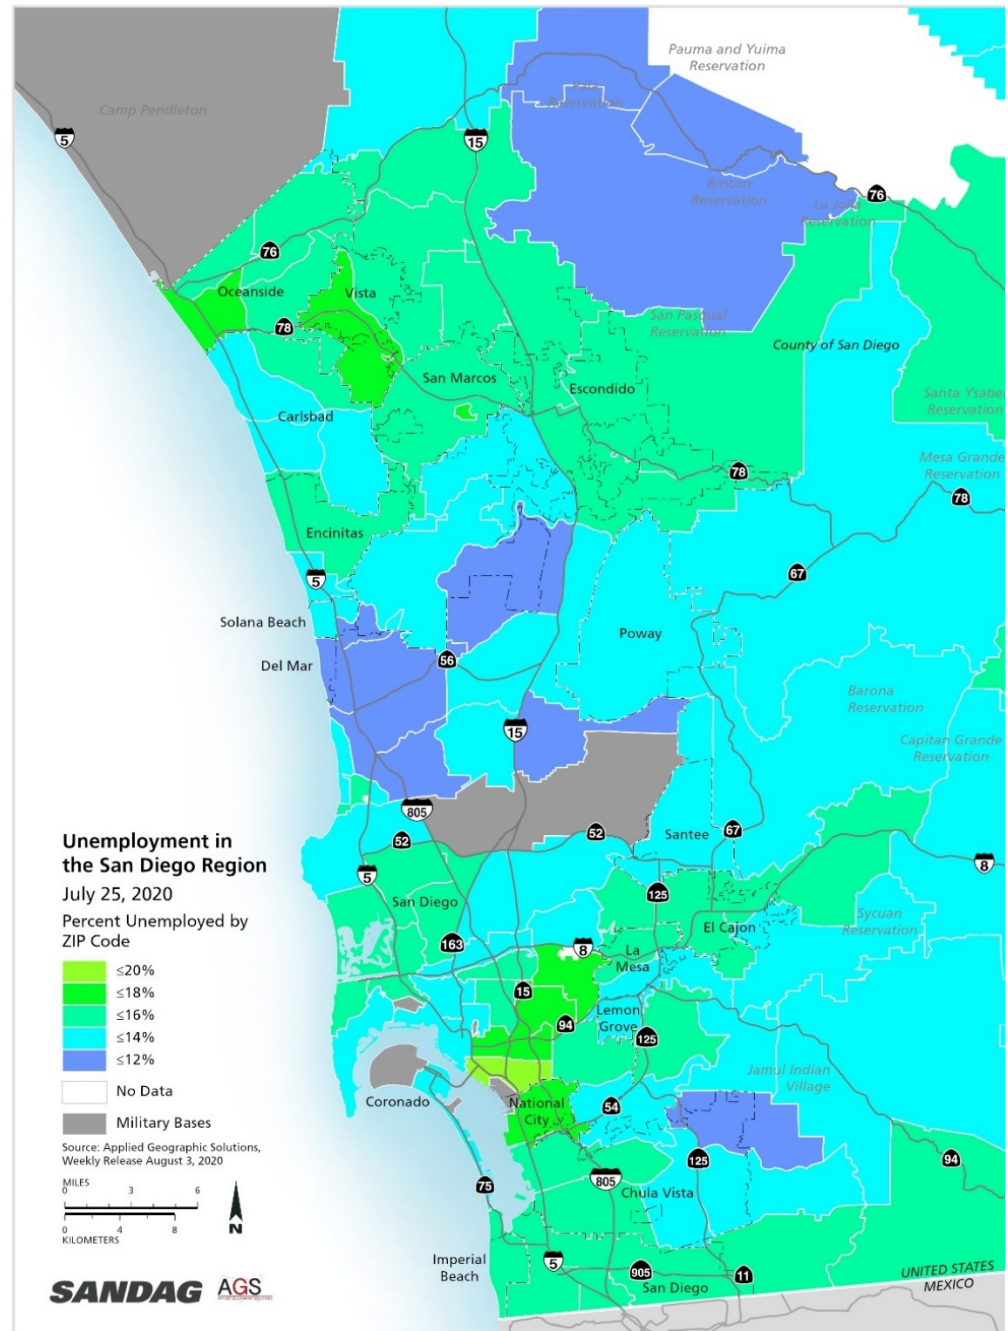 Pauma and Yuima
Reservation
Pala
Reservation
Camp Pendleton
5
15
Rincon
Reservation
La Jolla
Reservation
76
76
Oceanside
Vista
78
San Pasqual
Reservation
County of San Diego
San Marcos
Escondido
Santa Ysabel
Reservation
Carlsbad
Mesa Grande
Reservation
78
78
Encinitas
5
67
Solana Beach
Poway
Del Mar
56
Barona
Reservation
15
Capitan Grande
Reservation
805
52
52
Santee
67
8
5
San Diego
125
163
El Cajon
Sycuan
Reservation
8
La
Mesa
15
94
Lemon
Grove
125
Jamul Indian
Village
Coronado
National
City
54
125
94
75
805
Chula Vista
Imperial
Beach
5
905
San Diego
11
UNITED STATES
MEXICO
Unemployment in
the San Diego Region
July 25, 2020
Percent Unemployed by
ZIP Code
≤20%
≤18%
≤16%
≤14%
≤12%
No Data
Military Bases
Source: Applied Geographic Solutions,
Weekly Release August 3, 2020
MILES
0 3 6
0 4 8
KILOMETERS
N
SANDAG
AGS